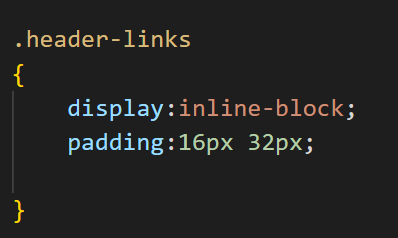 .header-links
{
display:inline-block;
padding:16px 32px;
}